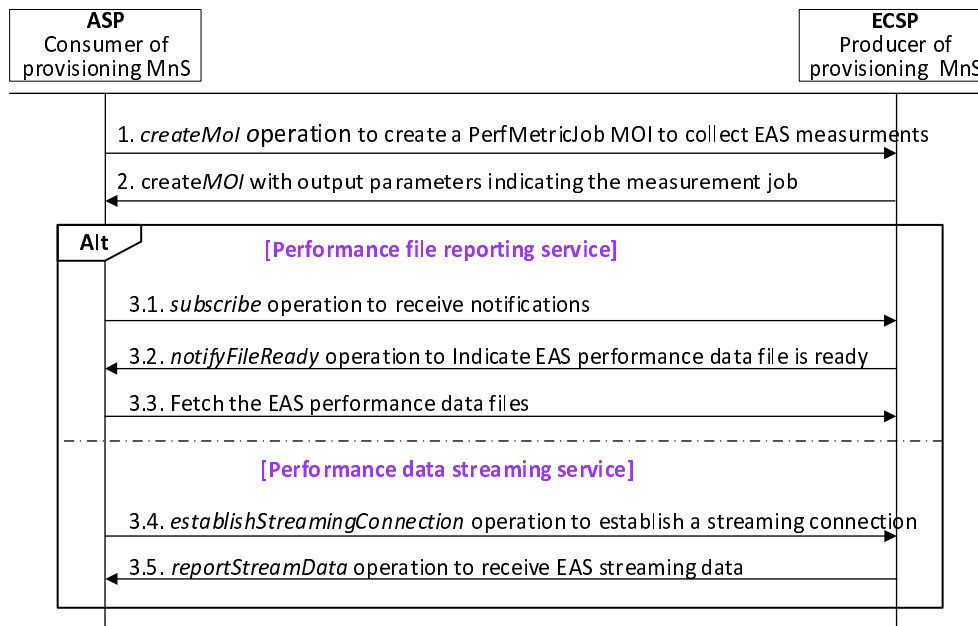 ASP
Consumer of
provisioning MnS
ECSP
Producer of
provisioning MnS
1. createMoI operation to create a PerfMetricJob MOI to collect EAS measurments
2. createMOI with output parameters indicating the measurement job
Alt
[Performance file reporting service]
3.1. subscribe operation to receive notifications
3.2. notifyFileReady operation to Indicate EAS performance data file is ready
3.3. Fetch the EAS performance data files
[Performance data streaming service]
3.4. establishStreamingConnection operation to establish a streaming connection
3.5. reportStreamData operation to receive EAS streaming data